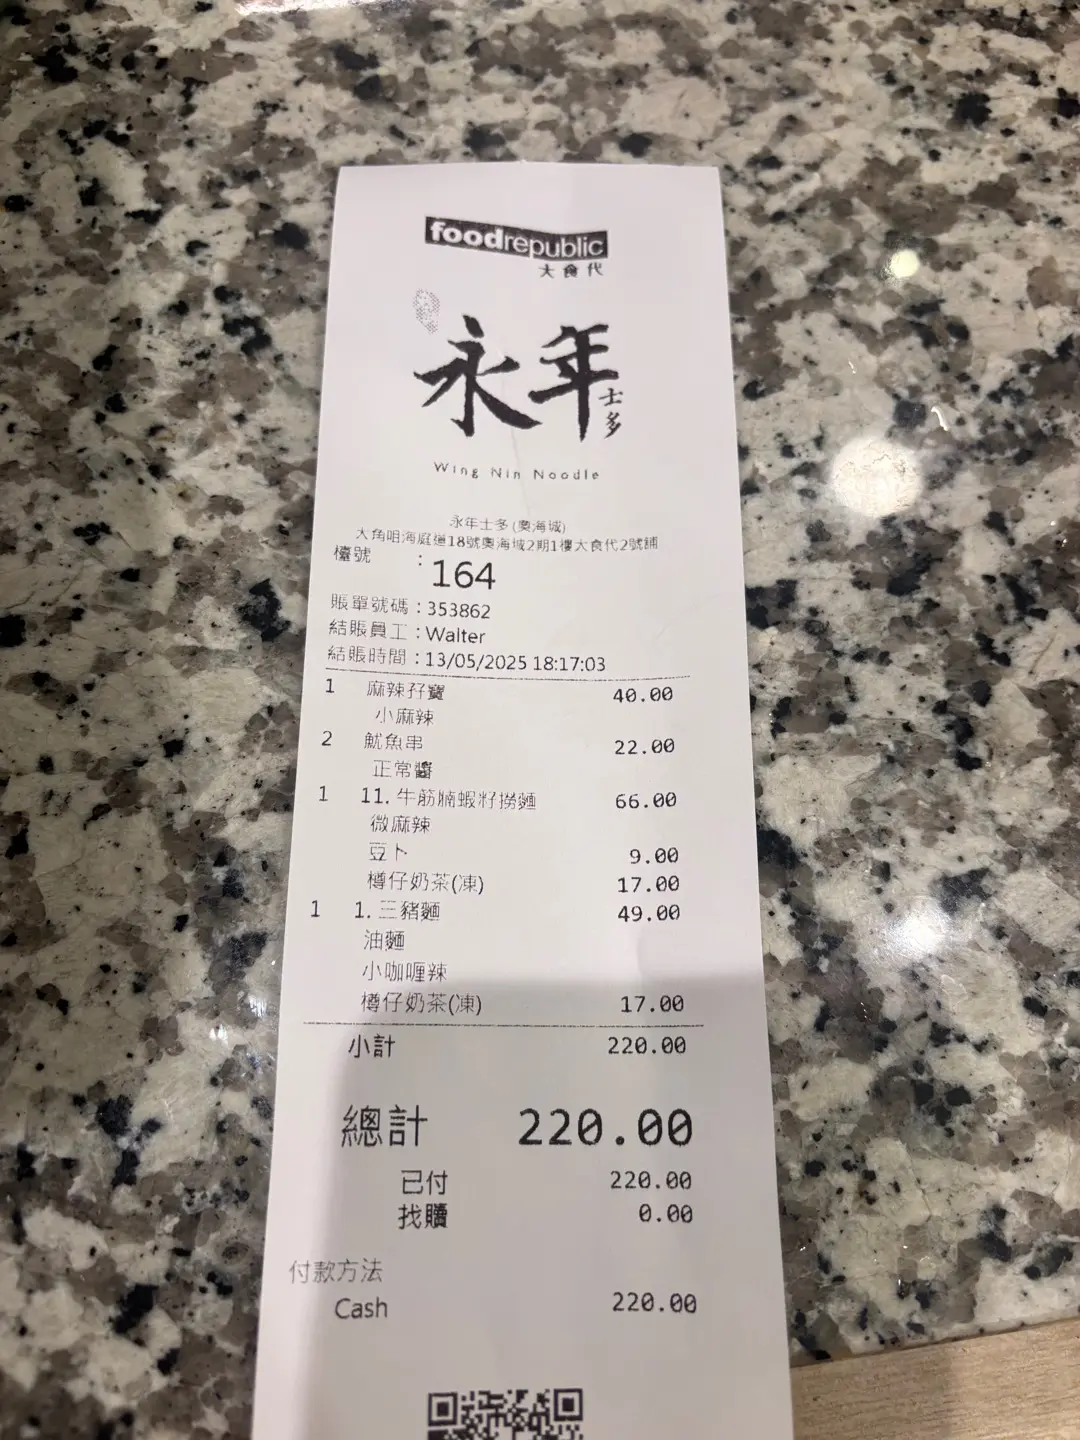 foodrepublic
大食代
永年
士多
Wing Nin Noodle
永年士多 (奧海城)
大角咀海庭道18號奧海城2期1樓大食代2號舖
檯號 : 164
賬單號碼 : 353862
結賬員工 : Walter
結賬時間 : 13/05/2025 18:17:03
1 麻辣孖寶 40.00
小麻辣
2 魷魚串 22.00
正常醬
1 11. 牛筋腩蝦籽撈麵 66.00
微麻辣
豆卜 9.00
樽仔奶茶(凍) 17.00
1 1. 三豬麵 49.00
油麵
小咖喱辣
樽仔奶茶(凍) 17.00
小計 220.00
總計 220.00
已付 220.00
找贖 0.00
付款方法
Cash 220.00